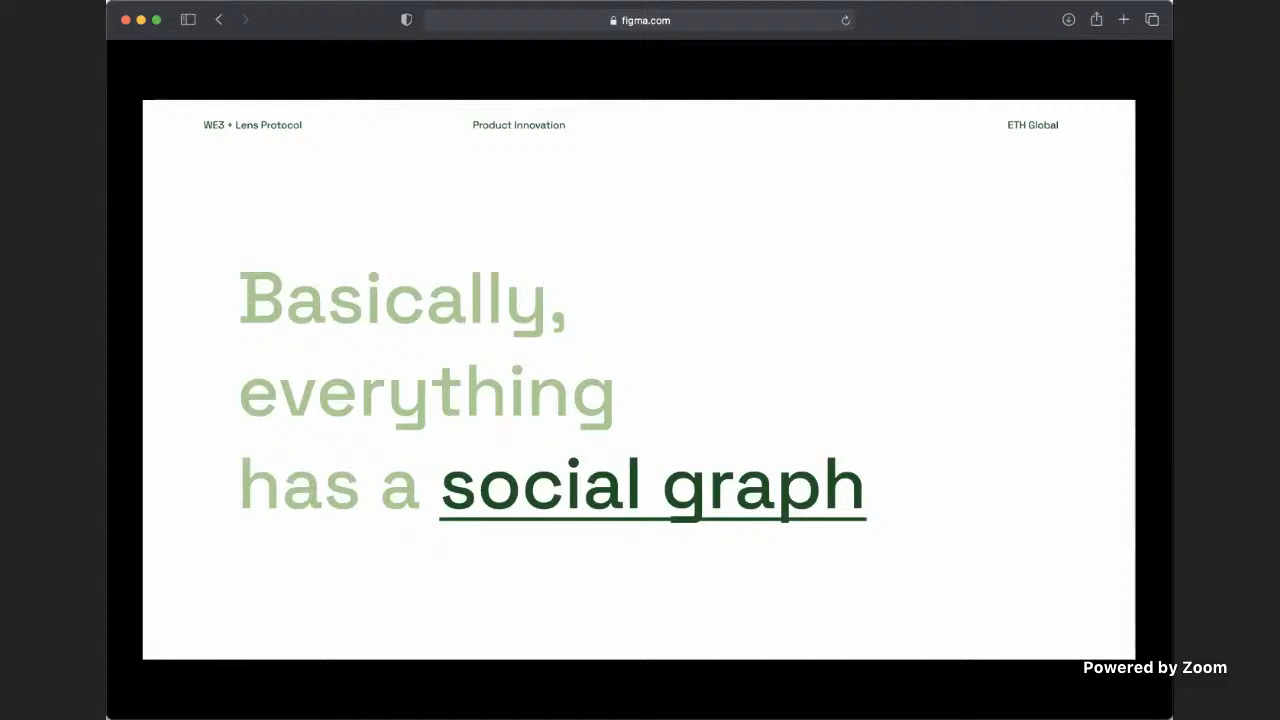 figma.com
WE3 + Lens Protocol
Product Innovation
ETH Global
Basically,
everything
has a social graph
Powered by Zoom